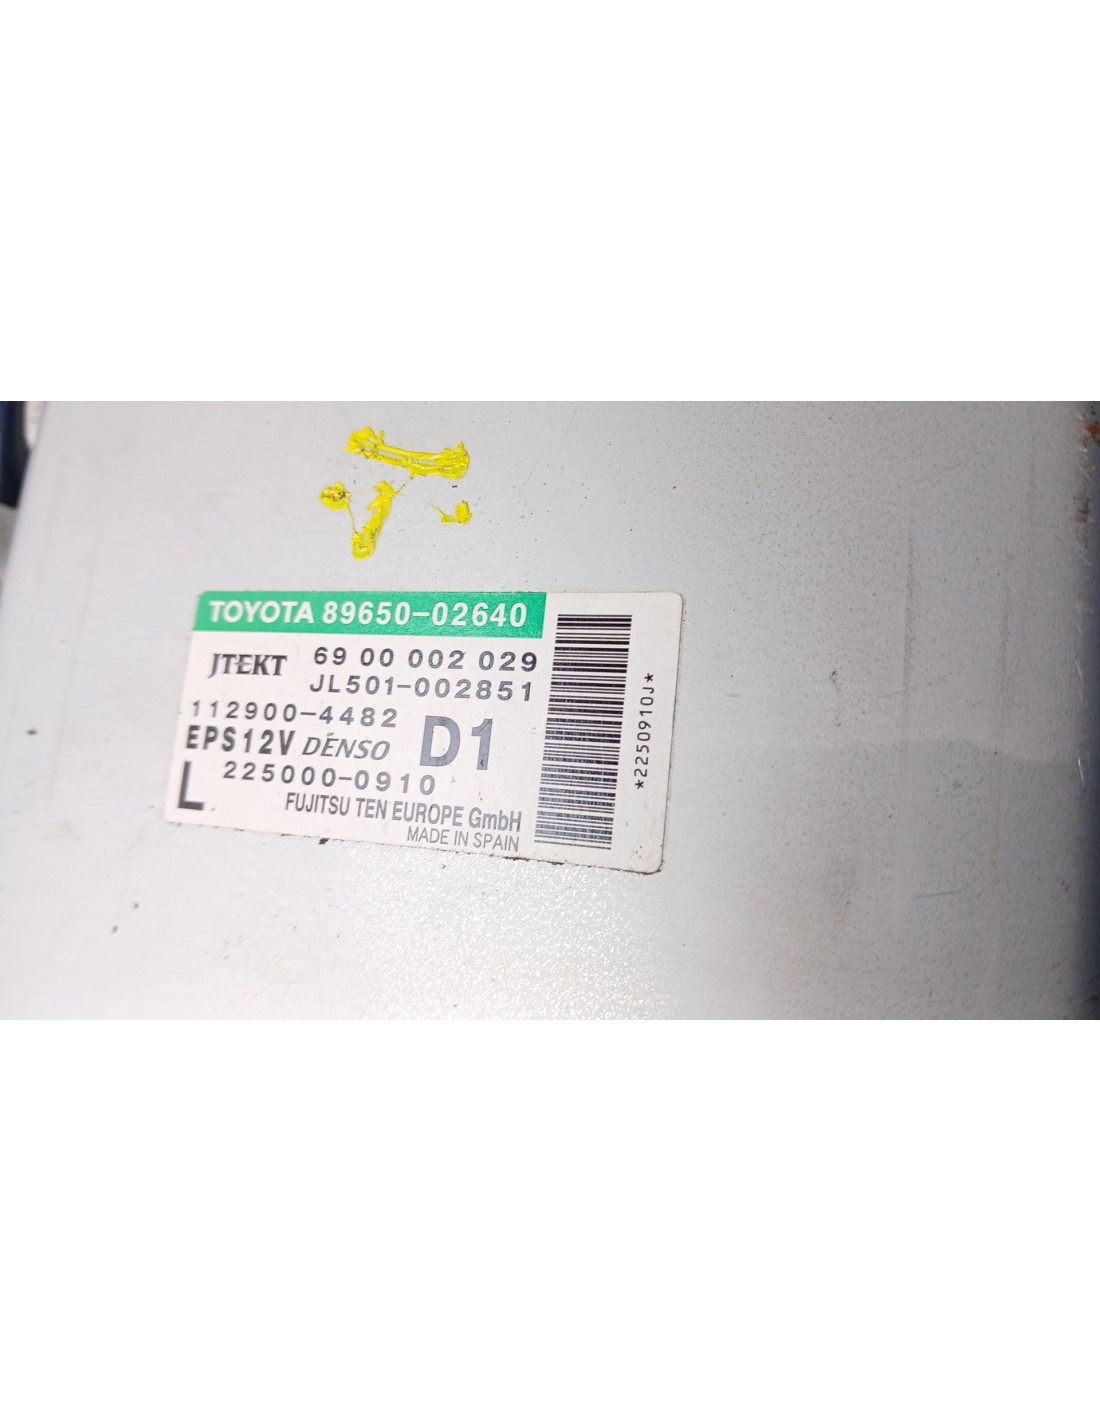 TOYOTA 89650-02640
JTEKT 69 00 002 029
JL501-002851
112900-4482
EPS12V DENSO D1
L 225000-0910
FUJITSU TEN EUROPE GmbH
MADE IN SPAIN
*2250910J*